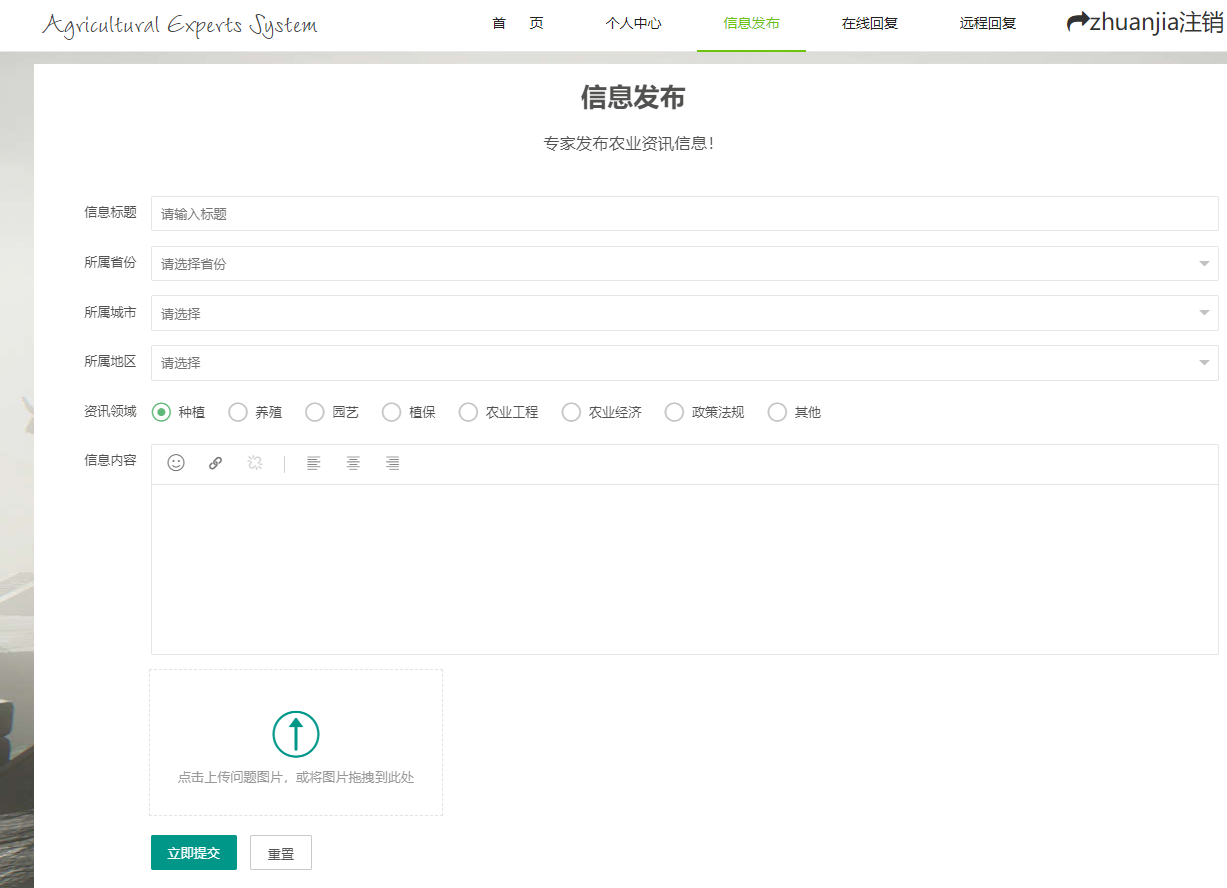 Agricultural Experts System 首 页 个人中心 信息发布 在线回复 远程回复 zhuanjia注销
信息发布
专家发布农业资讯信息！
信息标题 请输入标题
所属省份 请选择省份
所属城市 请选择
所属地区 请选择
资讯领域 种植 养殖 园艺 植保 农业工程 农业经济 政策法规 其他
信息内容
点击上传问题图片，或将图片拖拽到此处
立即提交 重置